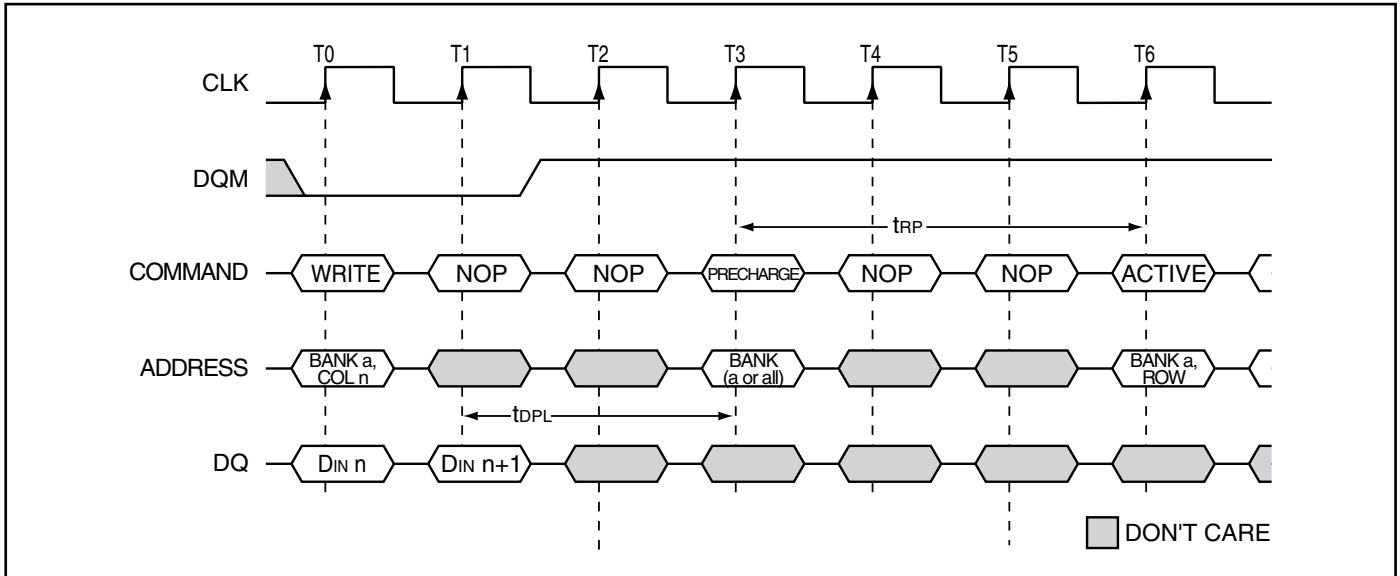 T0 T1 T2 T3 T4 T5 T6
CLK
DQM
tRP
COMMAND WRITE NOP NOP PRECHARGE NOP NOP ACTIVE
ADDRESS BANK a, COL n BANK (a or all) BANK a, ROW
tDPL
DQ DIN n DIN n+1
DON'T CARE